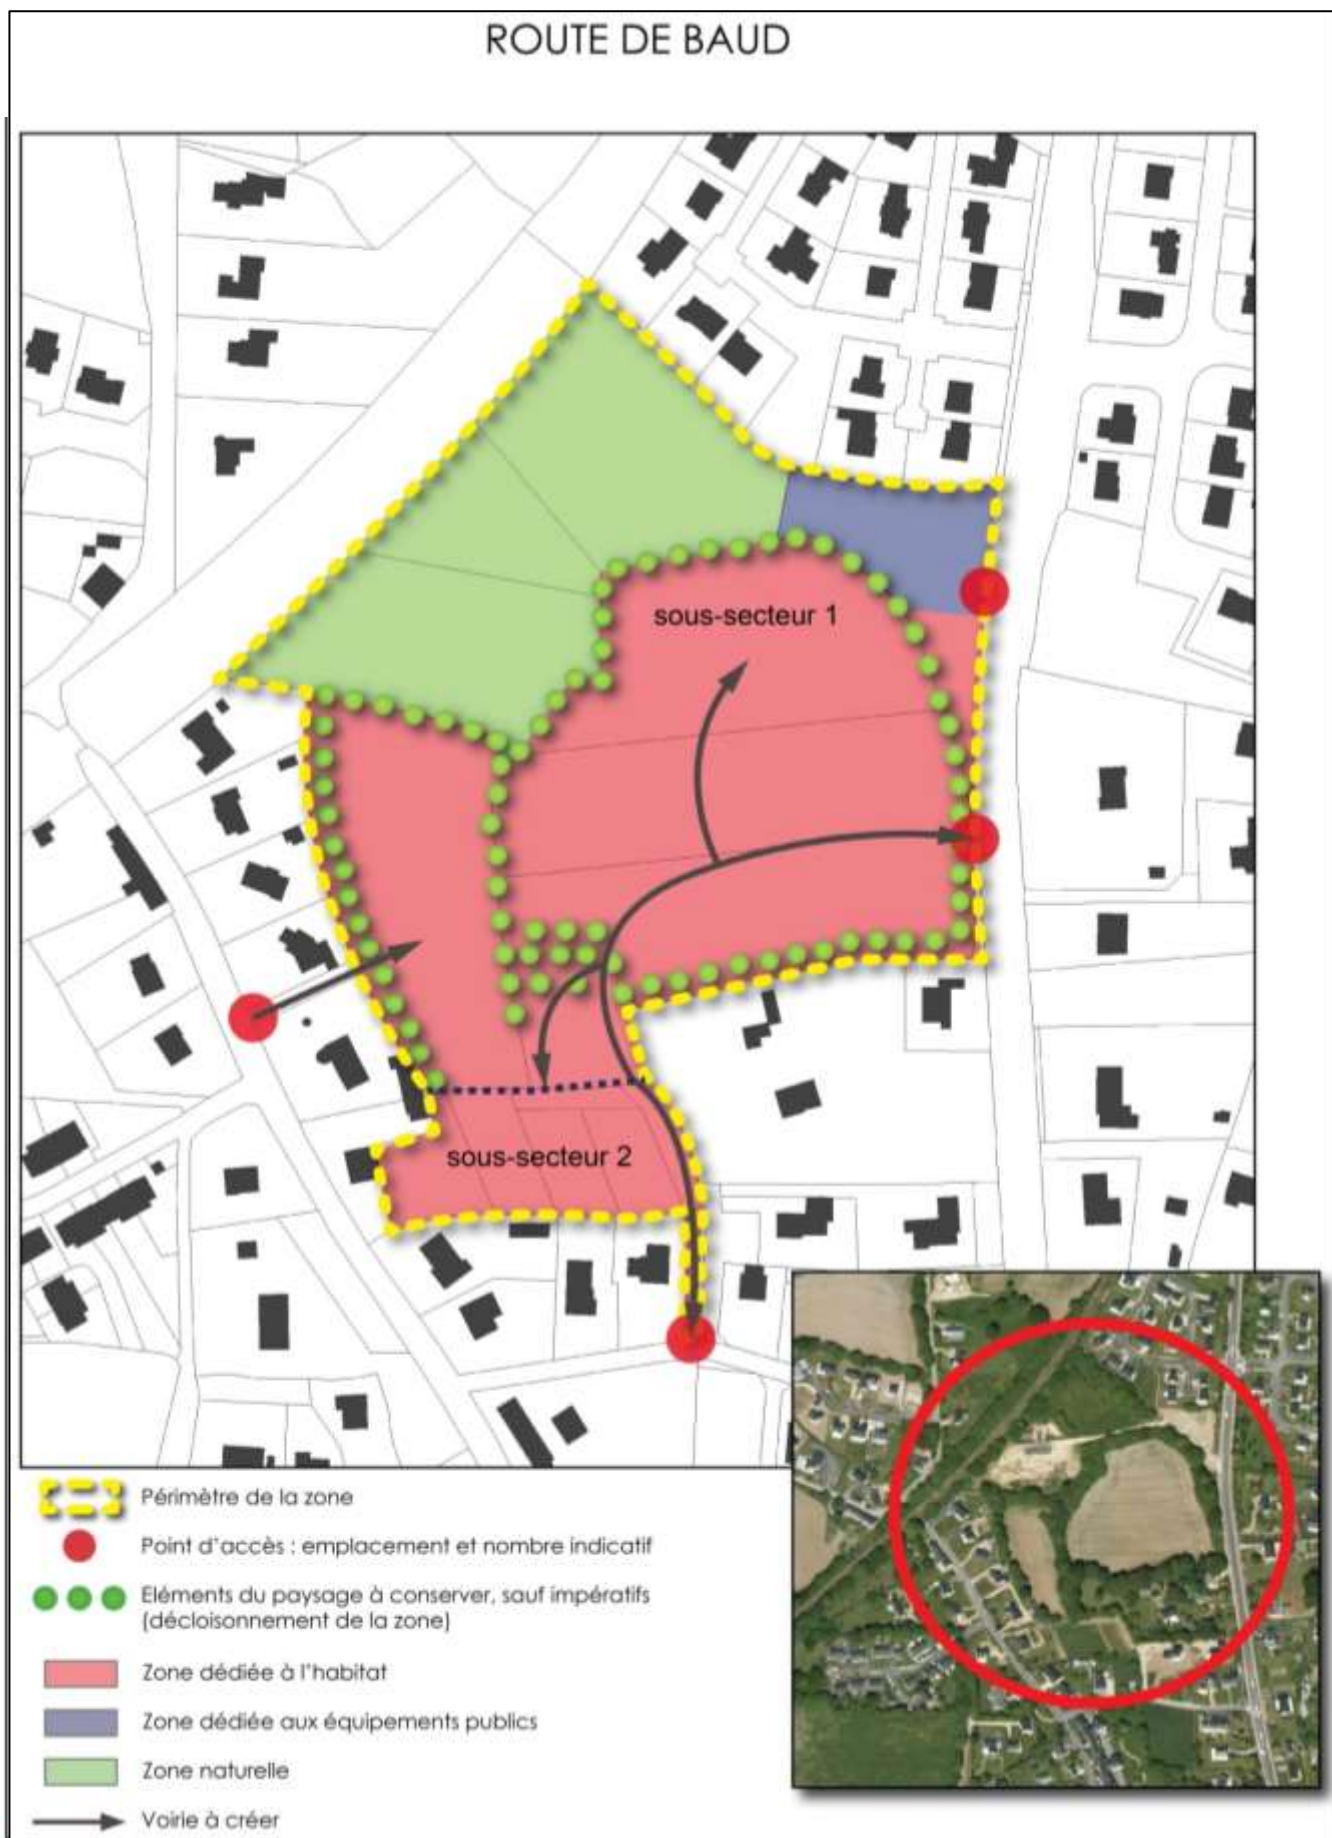 ROUTE DE BAUD
sous-secteur 1
sous-secteur 2
Périmètre de la zone
Point d'accès : emplacement et nombre indicatif
Eléments du paysage à conserver, sauf impératifs
(décloisonnement de la zone)
Zone dédiée à l'habitat
Zone dédiée aux équipements publics
Zone naturelle
Voirie à créer